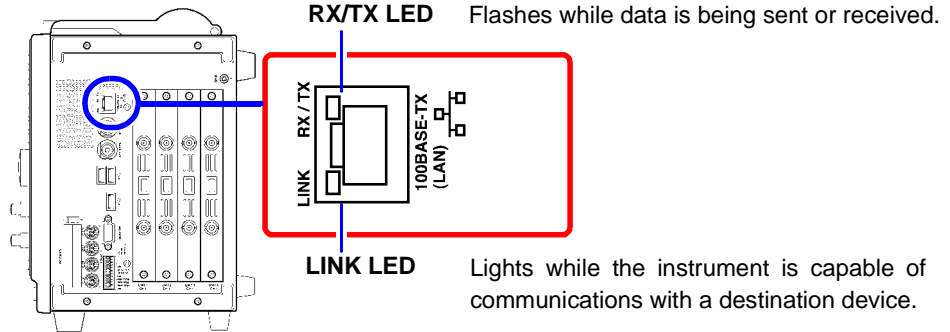 RX/TX LED Flashes while data is being sent or received.
RX / TX
LINK
100BASE-TX
(LAN)
LINK LED Lights while the instrument is capable of
communications with a destination device.